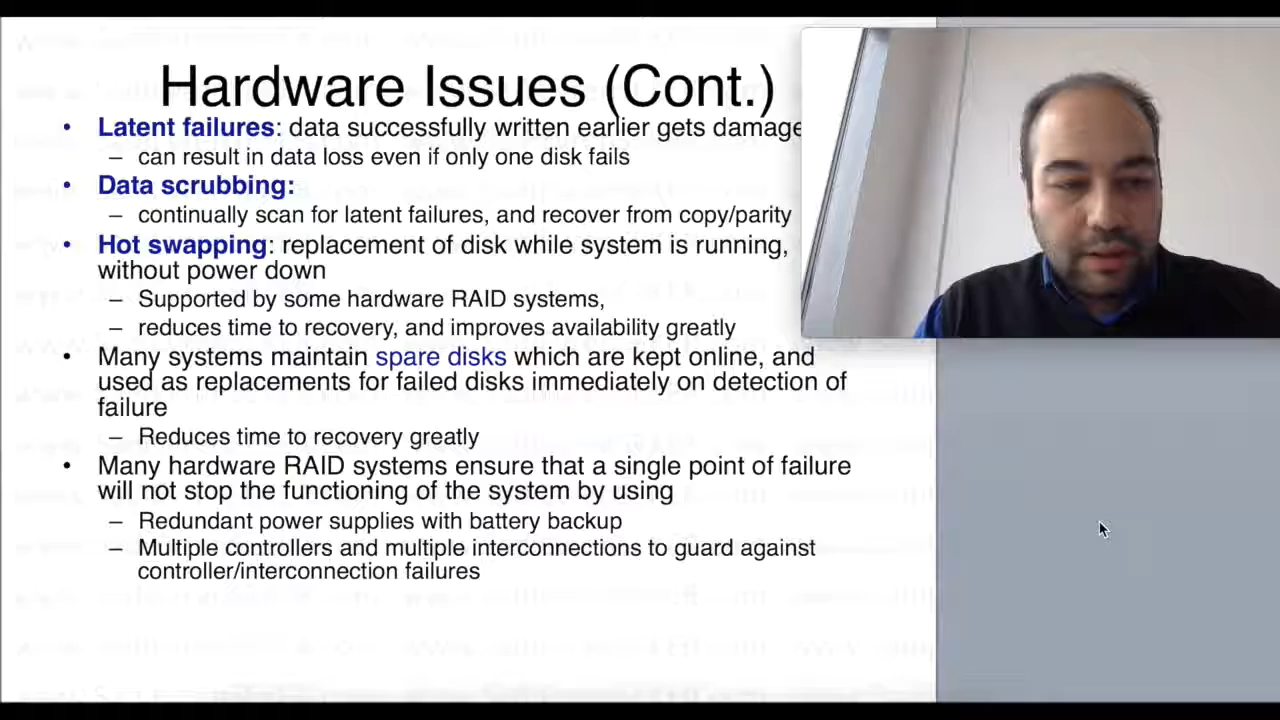 Hardware Issues (Cont.)
• Latent failures: data successfully written earlier gets damage
– can result in data loss even if only one disk fails
• Data scrubbing:
– continually scan for latent failures, and recover from copy/parity
• Hot swapping: replacement of disk while system is running,
without power down
– Supported by some hardware RAID systems,
– reduces time to recovery, and improves availability greatly
• Many systems maintain spare disks which are kept online, and
used as replacements for failed disks immediately on detection of
failure
– Reduces time to recovery greatly
• Many hardware RAID systems ensure that a single point of failure
will not stop the functioning of the system by using
– Redundant power supplies with battery backup
– Multiple controllers and multiple interconnections to guard against
controller/interconnection failures